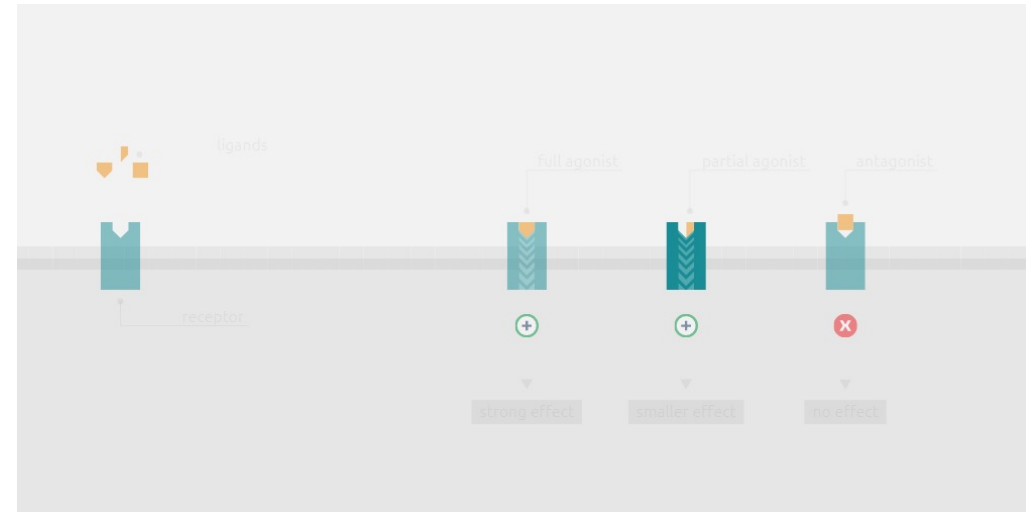 ligands
full agonist
partial agonist
antagonist
receptor
strong effect
smaller effect
no effect